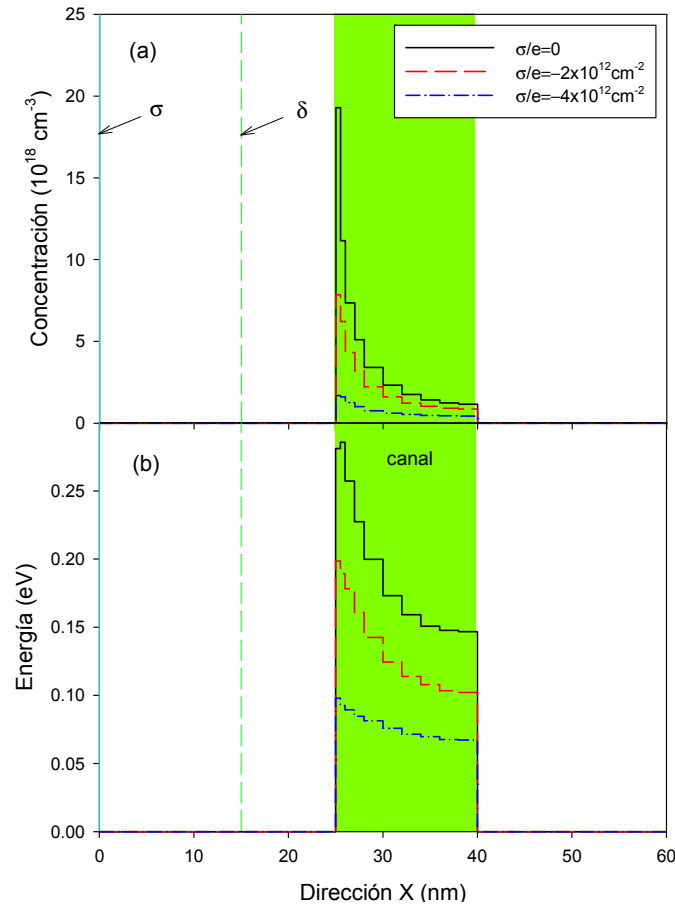 (a)
σ/e=0
σ/e=−2x10¹²cm⁻²
σ/e=−4x10¹²cm⁻²
σ
δ
Concentración (10¹⁸ cm⁻³)
25
20
15
10
5
0
(b)
canal
Energía (eV)
0.25
0.20
0.15
0.10
0.05
0.00
0 10 20 30 40 50 60
Dirección X (nm)